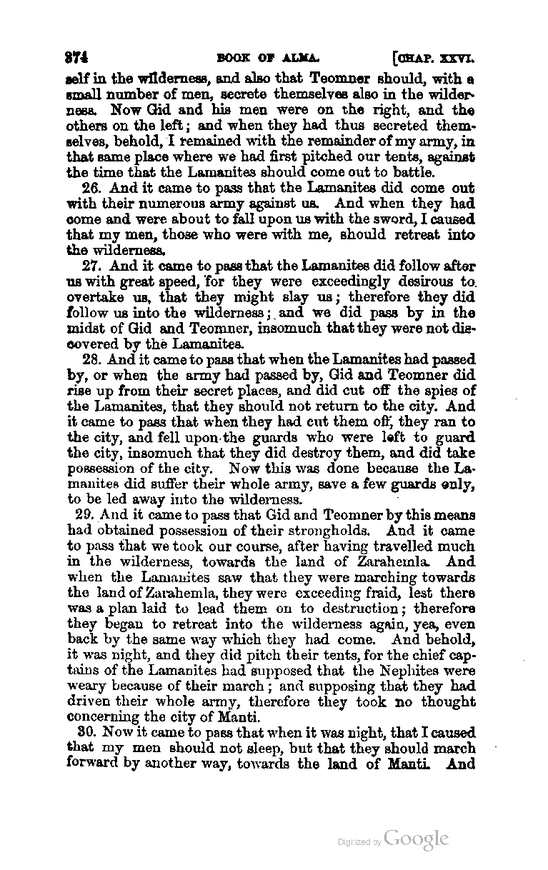 374 BOOK OF ALMA. [CHAP. XXVI.
self in the wilderness, and also that Teomner should, with a
small number of men, secrete themselves also in the wilder-
ness. Now Gid and his men were on the right, and the
others on the left; and when they had thus secreted them-
selves, behold, I remained with the remainder of my army, in
that same place where we had first pitched our tents, against
the time that the Lamanites should come out to battle.
26. And it came to pass that the Lamanites did come out
with their numerous army against us. And when they had
come and were about to fall upon us with the sword, I caused
that my men, those who were with me, should retreat into
the wilderness.
27. And it came to pass that the Lamanites did follow after
us with great speed, for they were exceedingly desirous to
overtake us, that they might slay us; therefore they did
follow us into the wilderness; and we did pass by in the
midst of Gid and Teomner, insomuch that they were not dis-
covered by the Lamanites.
28. And it came to pass that when the Lamanites had passed
by, or when the army had passed by, Gid and Teomner did
rise up from their secret places, and did cut off the spies of
the Lamanites, that they should not return to the city. And
it came to pass that when they had cut them off, they ran to
the city, and fell upon the guards who were left to guard
the city, insomuch that they did destroy them, and did take
possession of the city. Now this was done because the La-
manites did suffer their whole army, save a few guards only,
to be led away into the wilderness.
29. And it came to pass that Gid and Teomner by this means
had obtained possession of their strongholds. And it came
to pass that we took our course, after having travelled much
in the wilderness, towards the land of Zarahemla. And
when the Lamanites saw that they were marching towards
the land of Zarahemla, they were exceeding fraid, lest there
was a plan laid to lead them on to destruction; therefore
they began to retreat into the wilderness again, yea, even
back by the same way which they had come. And behold,
it was night, and they did pitch their tents, for the chief cap-
tains of the Lamanites had supposed that the Nephites were
weary because of their march; and supposing that they had
driven their whole army, therefore they took no thought
concerning the city of Manti.
30. Now it came to pass that when it was night, that I caused
that my men should not sleep, but that they should march
forward by another way, towards the land of Manti. And
Digitized by Google